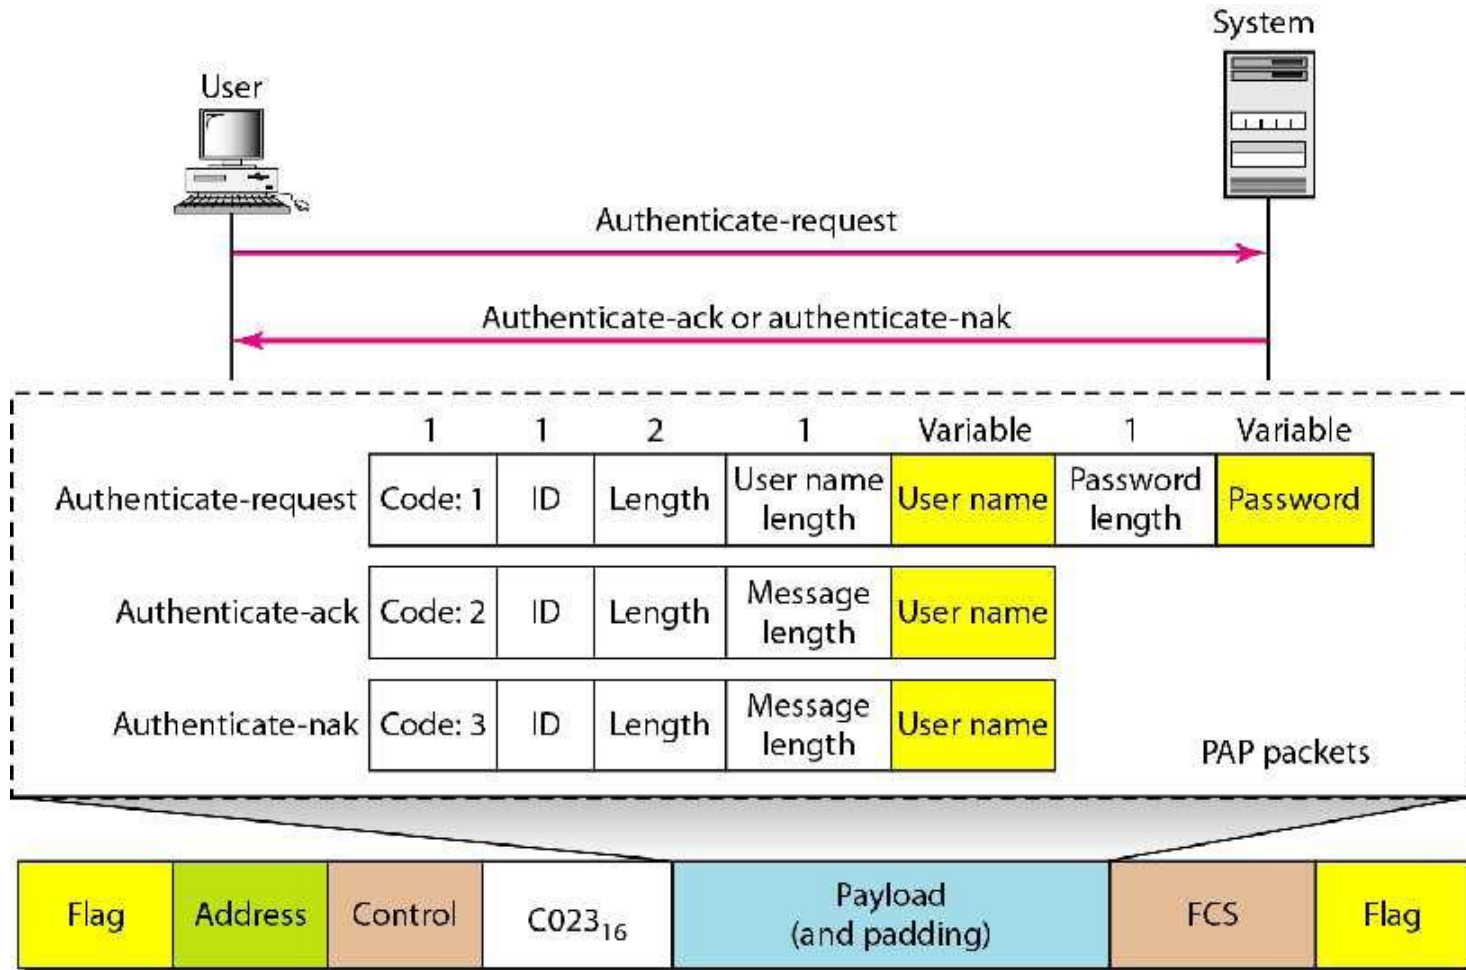 System
User
Authenticate-request
Authenticate-ack or authenticate-nak
1 1 2 1 Variable 1 Variable
Authenticate-request Code: 1 ID Length User name length User name Password length Password
Authenticate-ack Code: 2 ID Length Message length User name
Authenticate-nak Code: 3 ID Length Message length User name
PAP packets
Flag Address Control C023₁₆ Payload (and padding) FCS Flag